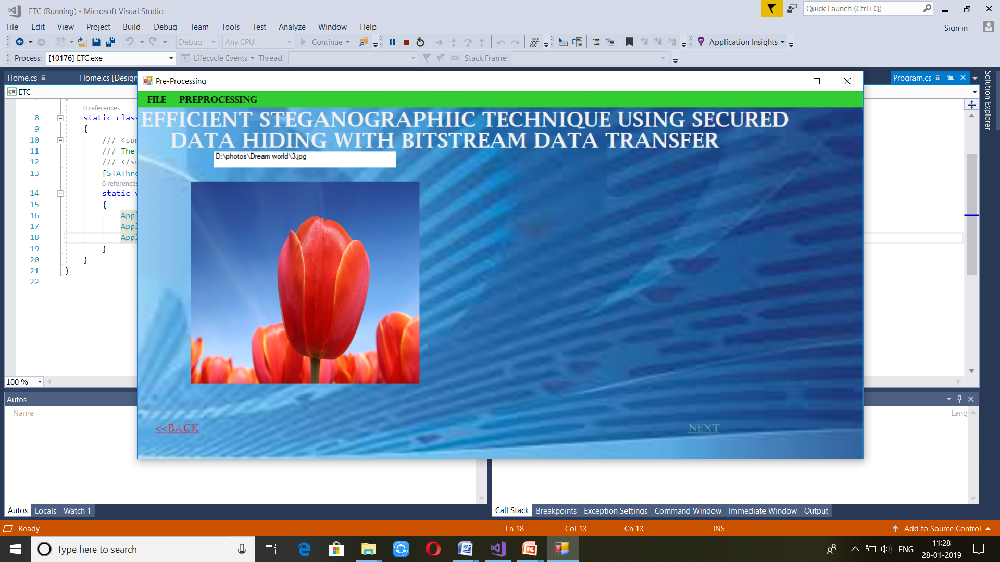 ETC (Running) - Microsoft Visual Studio
Quick Launch (Ctrl+Q)
File Edit View Project Build Debug Team Tools Test Analyze Window Help
Sign in
Debug Any CPU Continue Application Insights
Process: [10176] ETC.exe Lifecycle Events Thread: Stack Frame:
Home.cs Home.cs [Design Program.cs
Solution Explorer
C# ETC
Pre-Processing
FILE PREPROCESSING
EFFICIENT STEGANOGRAPHIIC TECHNIQUE USING SECURED
DATA HIDING WITH BITSTREAM DATA TRANSFER
D:\photos\Dream world\3.jpg
<<BACK NEXT
{
0 references
8 static class
9 {
10 /// <sum
11 /// The
12 /// </su
13 [STAThre
0 references
14 static v
15 {
16 Appl
17 Appl
18 Appl
19 }
20 }
21 }
22
100 %
Autos
Name
Lang
Autos Locals Watch 1
Call Stack Breakpoints Exception Settings Command Window Immediate Window Output
Ready Ln 18 Col 13 Ch 13 INS Add to Source Control
Type here to search
ENG
11:28
28-01-2019